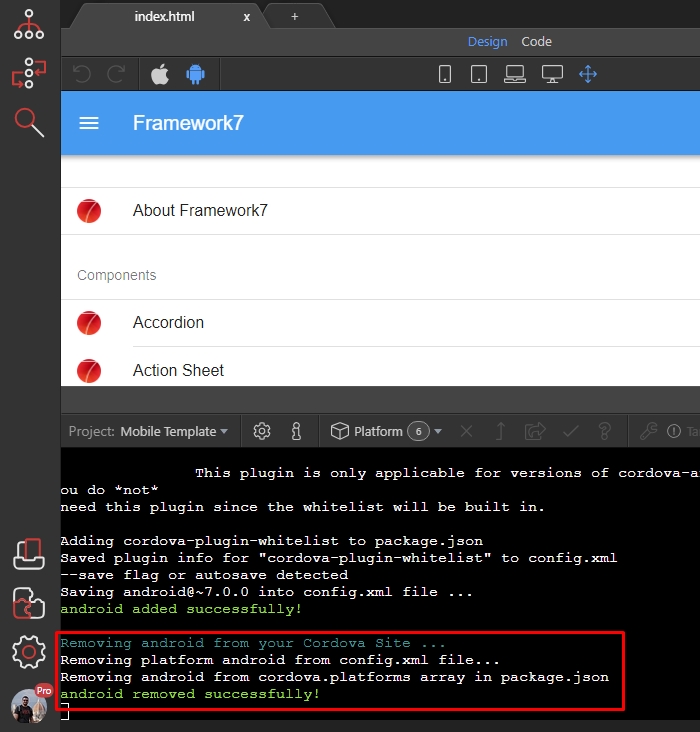 index.html x +
Design Code
Framework7
About Framework7
Components
Accordion
Action Sheet
Project: Mobile Template Platform 6 Ta
This plugin is only applicable for versions of cordova-a
ou do *not*
need this plugin since the whitelist will be built in.
Adding cordova-plugin-whitelist to package.json
Saved plugin info for "cordova-plugin-whitelist" to config.xml
--save flag or autosave detected
Saving android@~7.0.0 into config.xml file ...
android added successfully!
Removing android from your Cordova Site ...
Removing platform android from config.xml file...
Removing android from cordova.platforms array in package.json
android removed successfully!
Pro